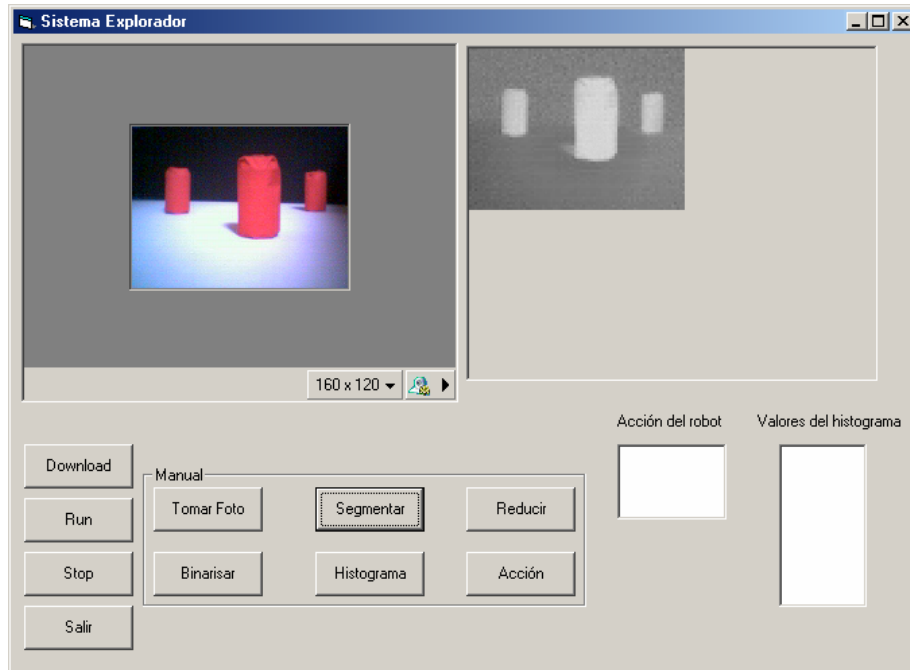 Sistema Explorador
160 x 120
Acción del robot
Valores del histograma
Download
Manual
Tomar Foto
Segmentar
Reducir
Run
Stop
Binarisar
Histograma
Acción
Salir